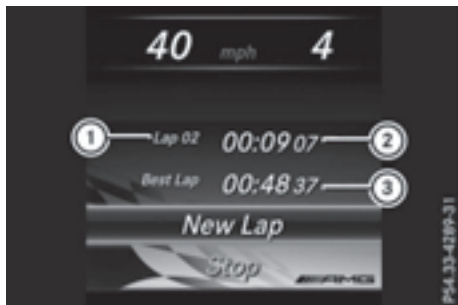 40 mph 4
1 Lap 02 00:09 07 2
Best Lap 00:48 37 3
New Lap
Stop AMG
P54.33-4289-31